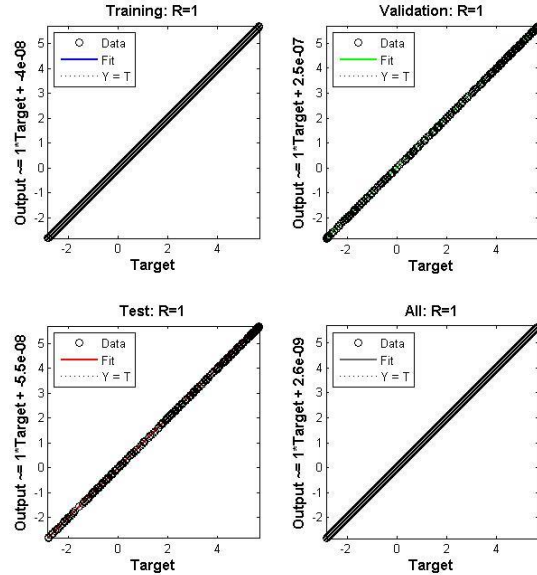 Training: R=1
Output ~= 1*Target + -4e-08
5
4
3
2
1
0
-1
-2
Data
Fit
Y = T
-2 0 2 4
Target
Validation: R=1
Output ~= 1*Target + 2.5e-07
5
4
3
2
1
0
-1
-2
Data
Fit
Y = T
-2 0 2 4
Target
Test: R=1
Output ~= 1*Target + -5.5e-08
5
4
3
2
1
0
-1
-2
Data
Fit
Y = T
-2 0 2 4
Target
All: R=1
Output ~= 1*Target + 2.6e-09
5
4
3
2
1
0
-1
-2
Data
Fit
Y = T
-2 0 2 4
Target